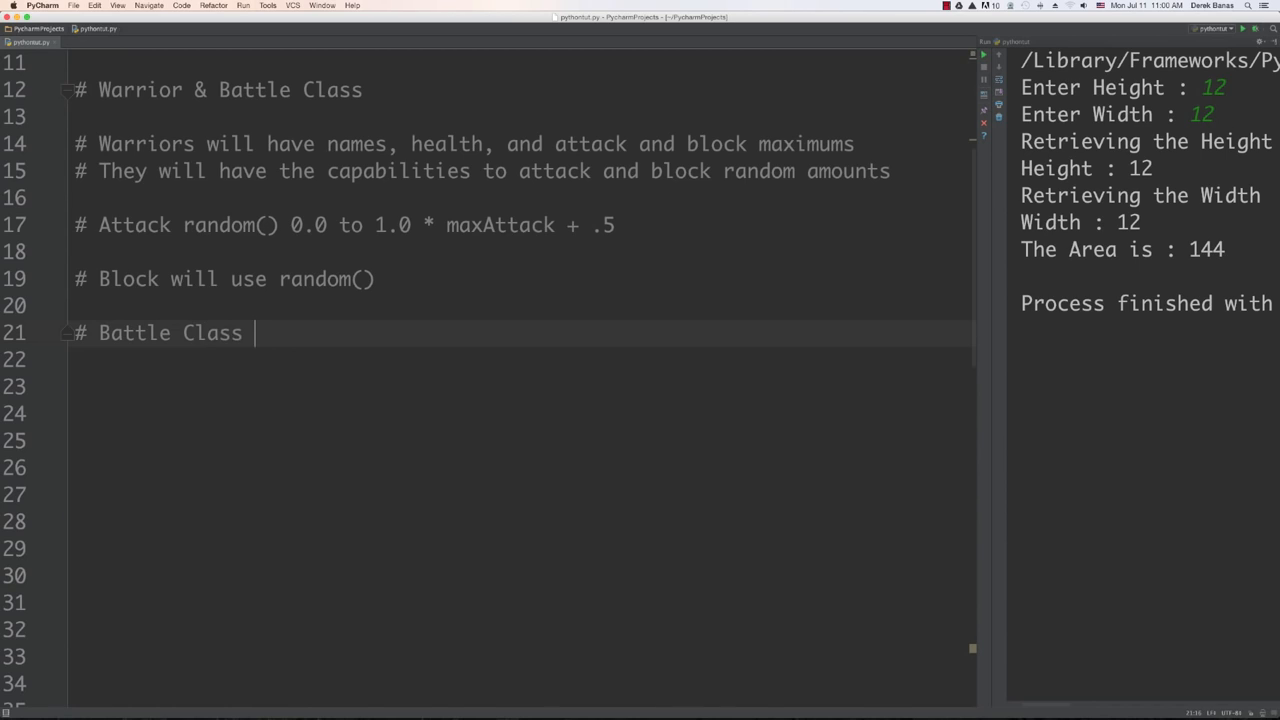 PyCharm File Edit View Navigate Code Refactor Run Tools VCS Window Help
10 Mon Jul 11 11:00 AM Derek Banas
pythontut.py - PycharmProjects - [~/PycharmProjects]
PycharmProjects pythontut.py pythontut
pythontut.py Run pythontut
11
12 # Warrior & Battle Class
13
14 # Warriors will have names, health, and attack and block maximums
15 # They will have the capabilities to attack and block random amounts
16
17 # Attack random() 0.0 to 1.0 * maxAttack + .5
18
19 # Block will use random()
20
21 # Battle Class
22
23
24
25
26
27
28
29
30
31
32
33
34
/Library/Frameworks/Py
Enter Height : 12
Enter Width : 12
Retrieving the Height
Height : 12
Retrieving the Width
Width : 12
The Area is : 144
Process finished with
21:16 LF UTF-8